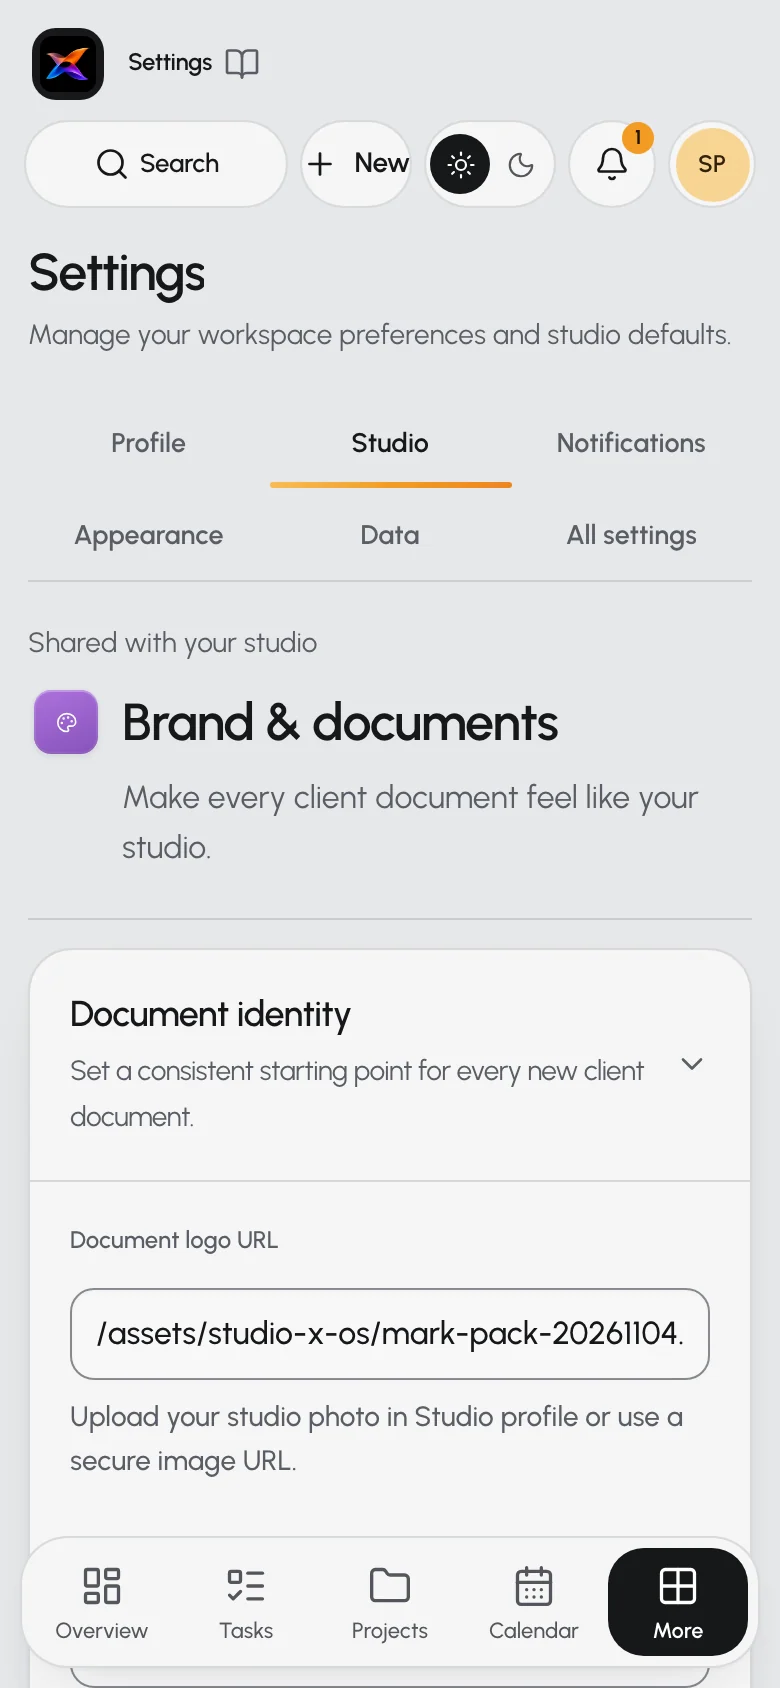 Settings
Search
New
1
SP
Settings
Manage your workspace preferences and studio defaults.
Profile
Studio
Notifications
Appearance
Data
All settings
Shared with your studio
Brand & documents
Make every client document feel like your
studio.
Document identity
Set a consistent starting point for every new client
document.
Document logo URL
/assets/studio-x-os/mark-pack-20261104.
Upload your studio photo in Studio profile or use a
secure image URL.
Overview
Tasks
Projects
Calendar
More